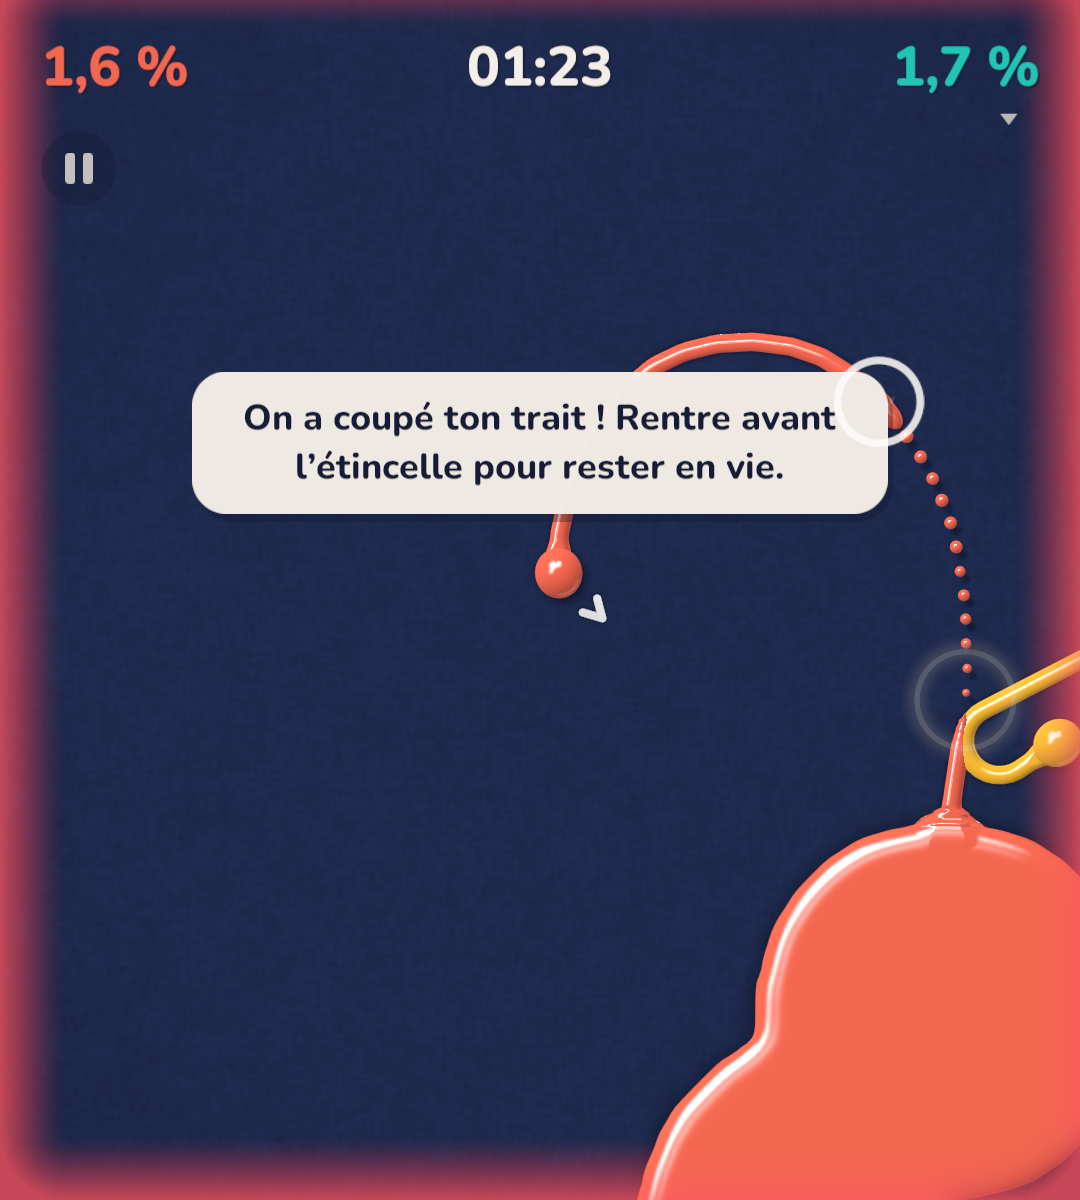 1,6 % 01:23 1,7 %
On a coupé ton trait ! Rentre avant
l’étincelle pour rester en vie.